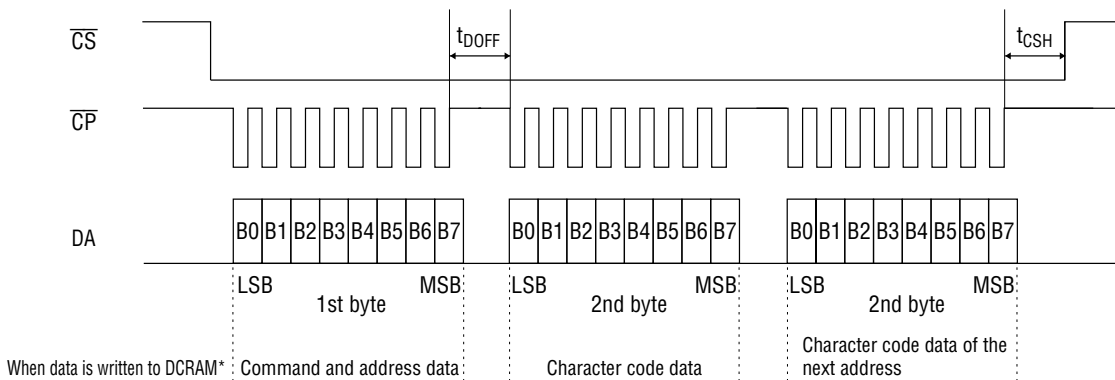 CS
tDOFF
tCSH
CP
DA
B0 B1 B2 B3 B4 B5 B6 B7
B0 B1 B2 B3 B4 B5 B6 B7
B0 B1 B2 B3 B4 B5 B6 B7
LSB MSB
1st byte
LSB MSB
2nd byte
LSB MSB
2nd byte
When data is written to DCRAM*
Command and address data
Character code data
Character code data of the
next address